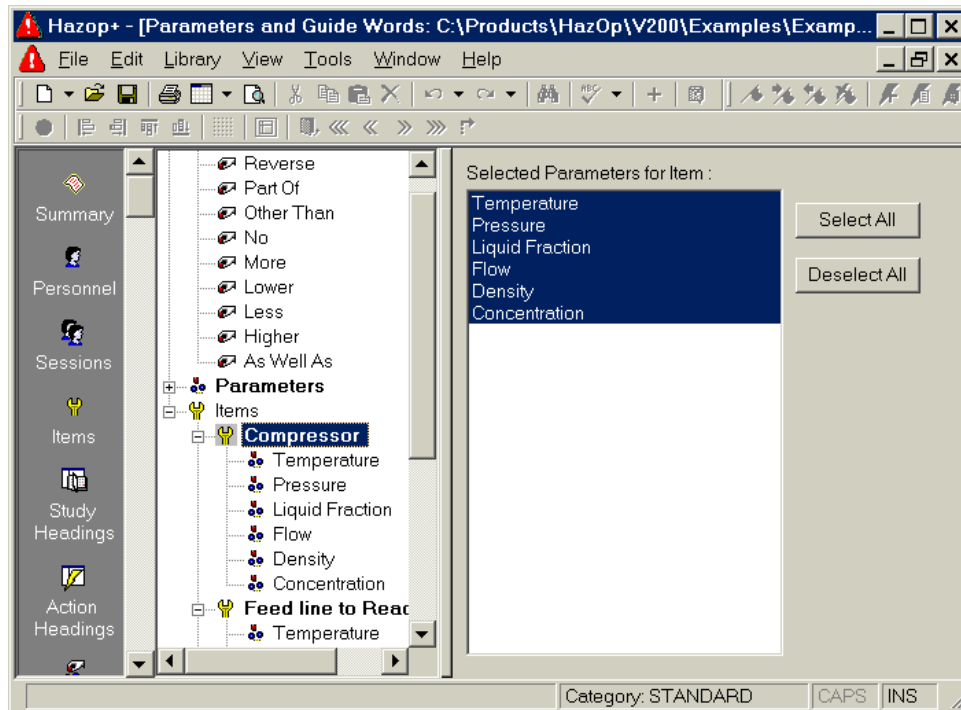 Hazop+ - [Parameters and Guide Words: C:\Products\HazOp\V200\Examples\Examp...
File Edit Library View Tools Window Help
Summary
Personnel
Sessions
Items
Study
Headings
Action
Headings
Reverse
Part Of
Other Than
No
More
Lower
Less
Higher
As Well As
Parameters
Items
Compressor
Temperature
Pressure
Liquid Fraction
Flow
Density
Concentration
Feed line to Reac
Temperature
Selected Parameters for Item :
Temperature
Pressure
Liquid Fraction
Flow
Density
Concentration
Select All
Deselect All
Category: STANDARD CAPS INS